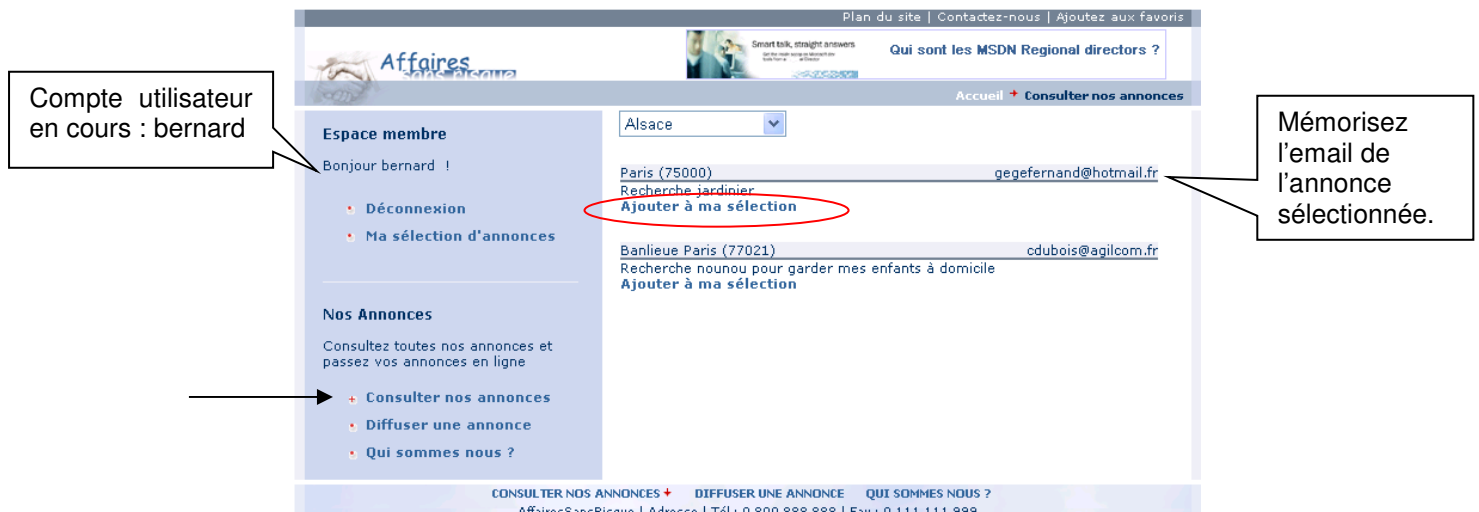 Plan du site | Contactez-nous | Ajoutez aux favoris
Affaires
sans risque
Smart talk, straight answers
Qui sont les MSDN Regional directors ?
Accueil + Consulter nos annonces
Compte utilisateur
en cours : bernard
Espace membre
Bonjour bernard !
Déconnexion
Ma sélection d'annonces
Nos Annonces
Consultez toutes nos annonces et
passez vos annonces en ligne
Consulter nos annonces
Diffuser une annonce
Qui sommes nous ?
Alsace
Paris (75000) gegefernand@hotmail.fr
Recherche jardinier
Ajouter à ma sélection
Banlieue Paris (77021) cdubois@agilcom.fr
Recherche nounou pour garder mes enfants à domicile
Ajouter à ma sélection
Mémorisez
l'email de
l'annonce
sélectionnée.
CONSULTER NOS ANNONCES + DIFFUSER UNE ANNONCE QUI SOMMES NOUS ?
AffairesSansRisque | Adresse | Tél : 0 800 888 888 | Fax : 0 111 111 999